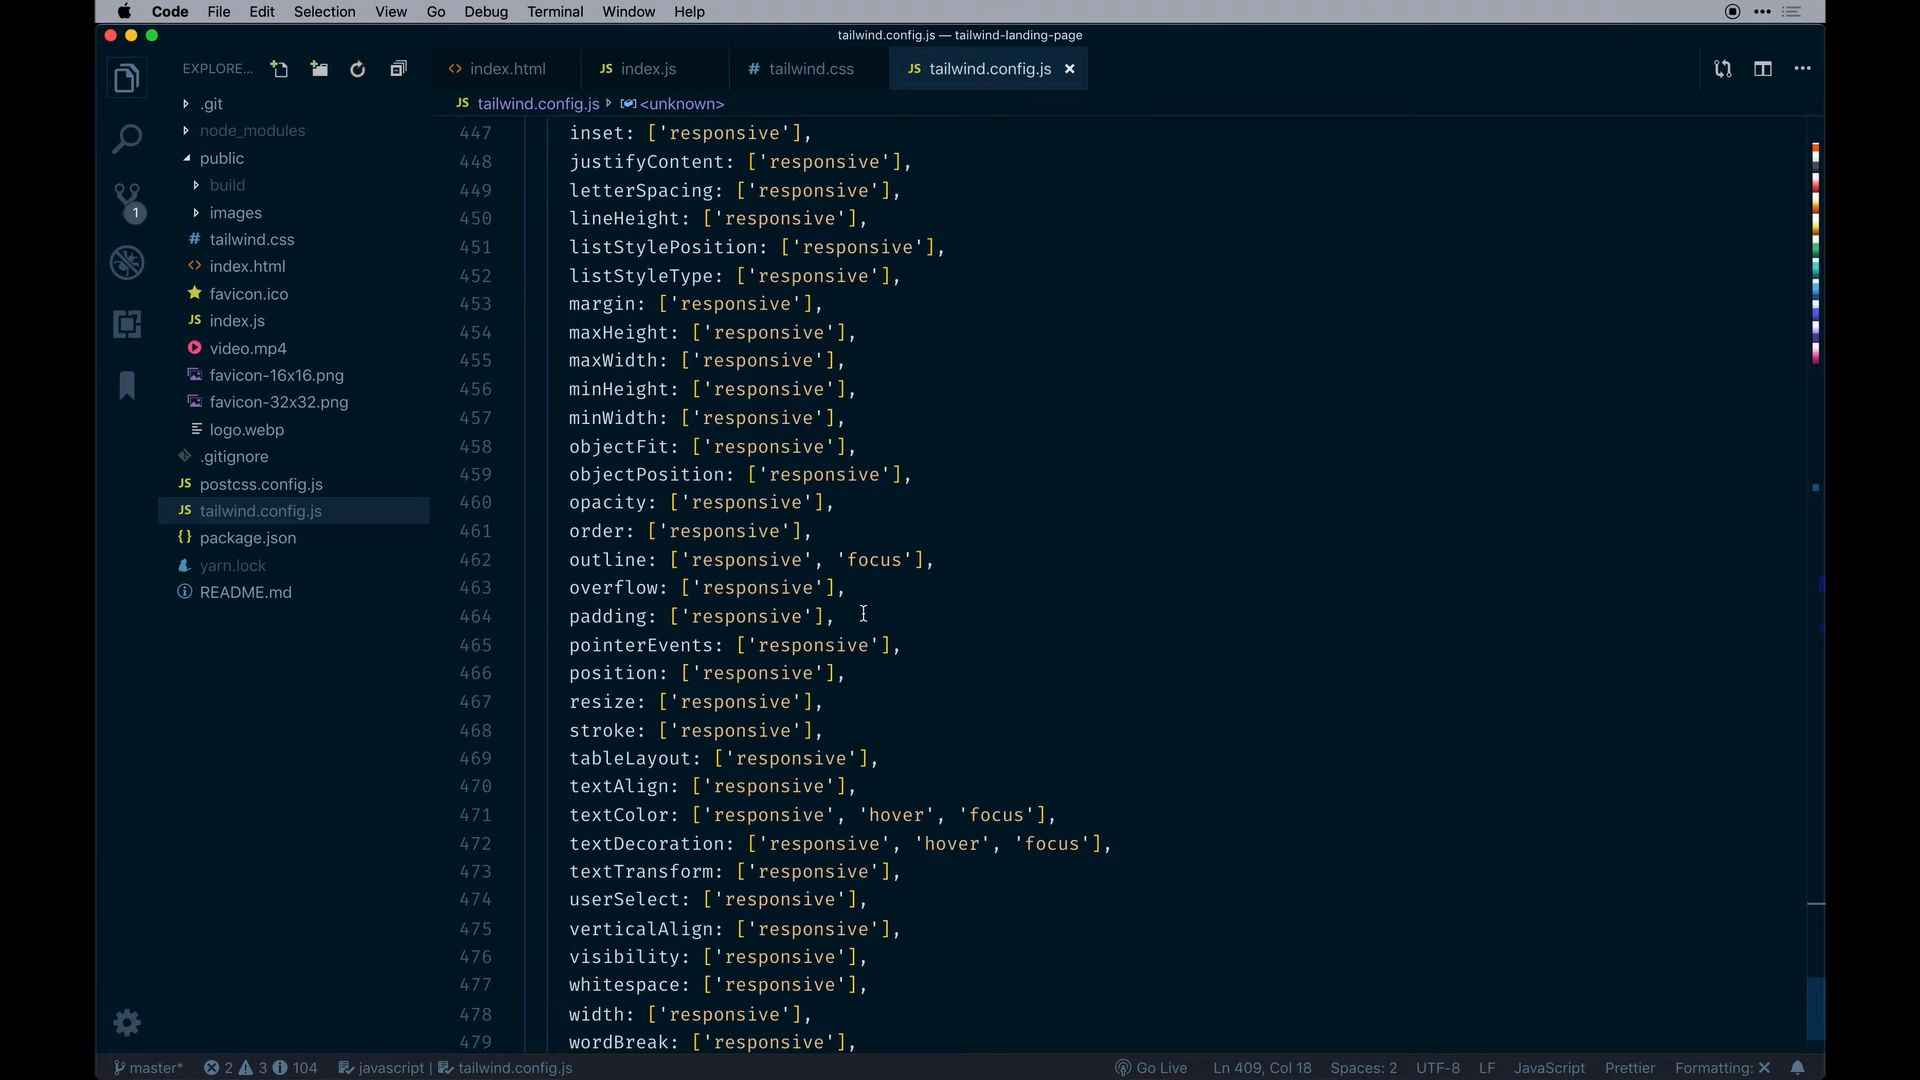 Code File Edit Selection View Go Debug Terminal Window Help
tailwind.config.js — tailwind-landing-page
EXPLORE...
index.html
JS index.js
# tailwind.css
JS tailwind.config.js ×
JS tailwind.config.js <unknown>
.git
node_modules
public
build
images
# tailwind.css
index.html
favicon.ico
JS index.js
video.mp4
favicon-16x16.png
favicon-32x32.png
logo.webp
.gitignore
JS postcss.config.js
JS tailwind.config.js
{} package.json
yarn.lock
README.md
1
447 inset: ['responsive'],
448 justifyContent: ['responsive'],
449 letterSpacing: ['responsive'],
450 lineHeight: ['responsive'],
451 listStylePosition: ['responsive'],
452 listStyleType: ['responsive'],
453 margin: ['responsive'],
454 maxHeight: ['responsive'],
455 maxWidth: ['responsive'],
456 minHeight: ['responsive'],
457 minWidth: ['responsive'],
458 objectFit: ['responsive'],
459 objectPosition: ['responsive'],
460 opacity: ['responsive'],
461 order: ['responsive'],
462 outline: ['responsive', 'focus'],
463 overflow: ['responsive'],
464 padding: ['responsive'],
465 pointerEvents: ['responsive'],
466 position: ['responsive'],
467 resize: ['responsive'],
468 stroke: ['responsive'],
469 tableLayout: ['responsive'],
470 textAlign: ['responsive'],
471 textColor: ['responsive', 'hover', 'focus'],
472 textDecoration: ['responsive', 'hover', 'focus'],
473 textTransform: ['responsive'],
474 userSelect: ['responsive'],
475 verticalAlign: ['responsive'],
476 visibility: ['responsive'],
477 whitespace: ['responsive'],
478 width: ['responsive'],
479 wordBreak: ['responsive'],
master* 2 3 104 javascript | tailwind.config.js Go Live Ln 409, Col 18 Spaces: 2 UTF-8 LF JavaScript Prettier Formatting: ×